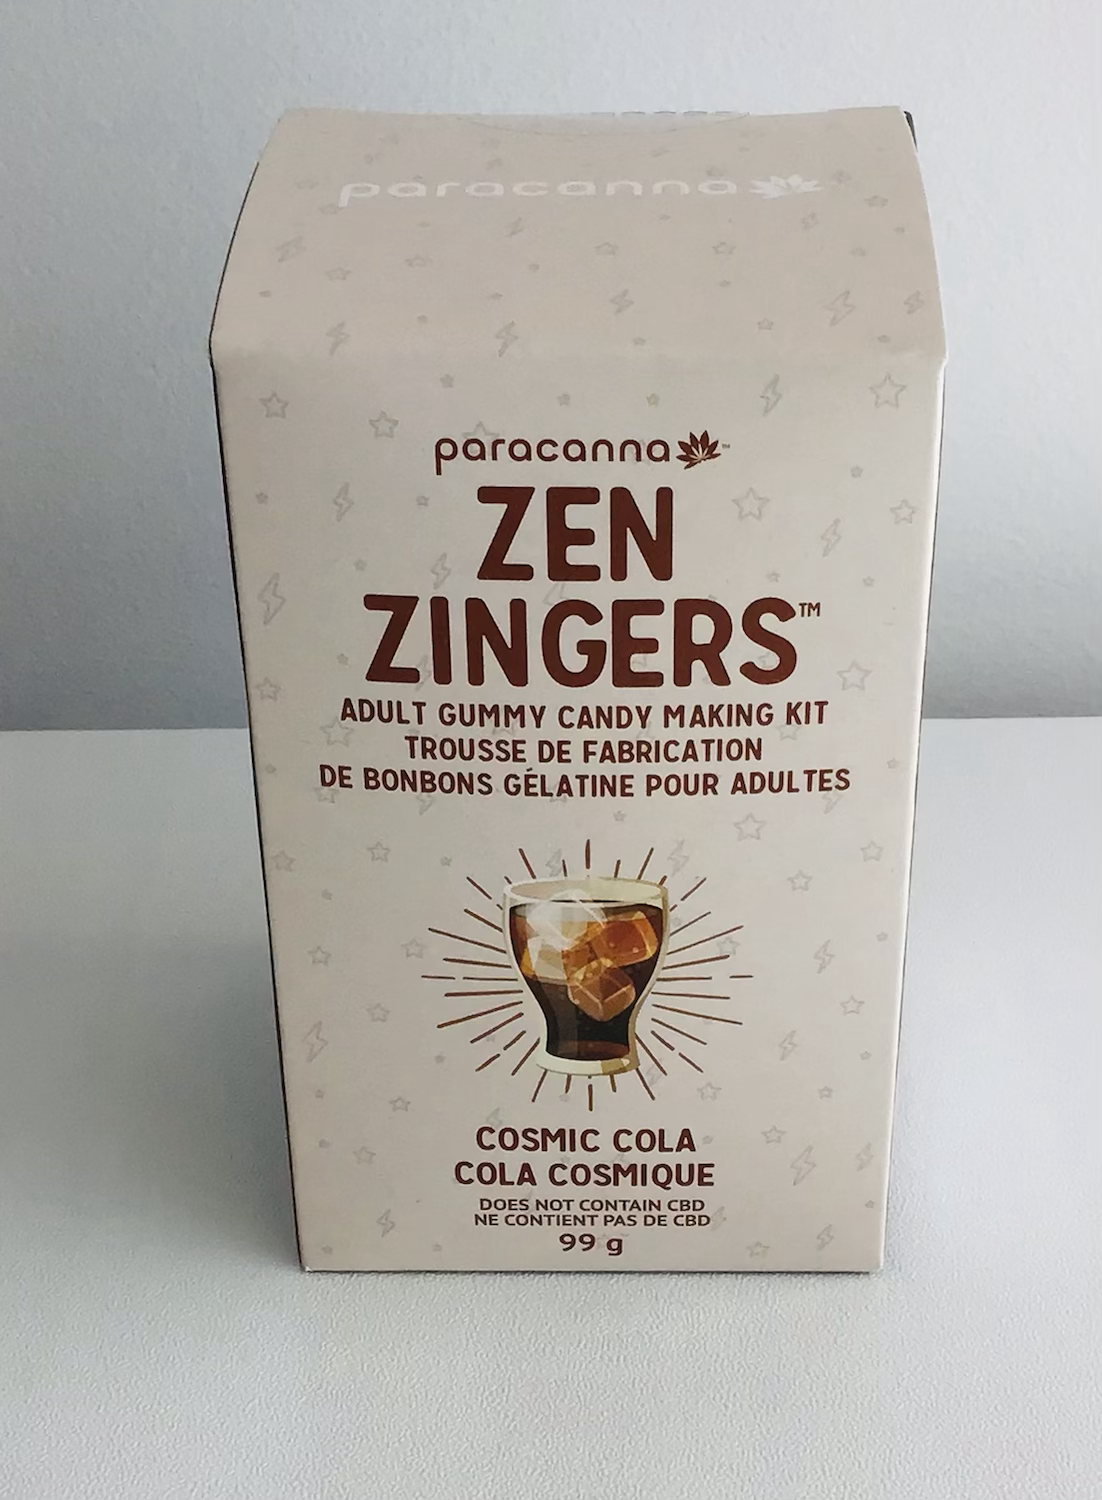 paracanna
paracanna™
ZEN
ZINGERS™
ADULT GUMMY CANDY MAKING KIT
TROUSSE DE FABRICATION
DE BONBONS GÉLATINE POUR ADULTES
COSMIC COLA
COLA COSMIQUE
DOES NOT CONTAIN CBD
NE CONTIENT PAS DE CBD
99 g